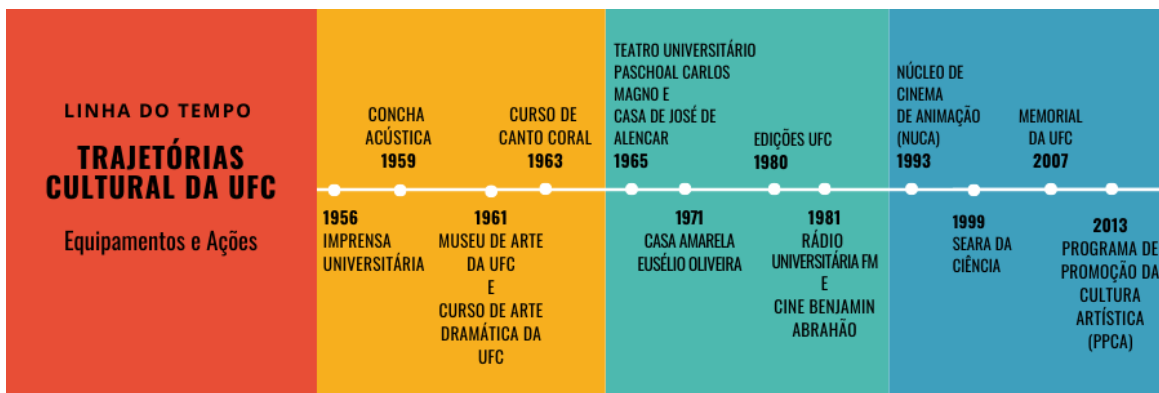 LINHA DO TEMPO
TRAJETÓRIAS
CULTURAL DA UFC
Equipamentos e Ações
1956
IMPRENSA
UNIVERSITÁRIA
CONCHA
ACÚSTICA
1959
1961
MUSEU DE ARTE
DA UFC
E
CURSO DE ARTE
DRAMÁTICA DA
UFC
CURSO DE
CANTO CORAL
1963
TEATRO UNIVERSITÁRIO
PASCHOAL CARLOS
MAGNO E
CASA DE JOSÉ DE
ALENCAR
1965
1971
CASA AMARELA
EUSÉLIO OLIVEIRA
EDIÇÕES UFC
1980
1981
RÁDIO
UNIVERSITÁRIA FM
E
CINE BENJAMIN
ABRAHÃO
NÚCLEO DE
CINEMA
DE ANIMAÇÃO
(NUCA)
1993
1999
SEARA DA
CIÊNCIA
MEMORIAL
DA UFC
2007
2013
PROGRAMA DE
PROMOÇÃO DA
CULTURA
ARTÍSTICA
(PPCA)